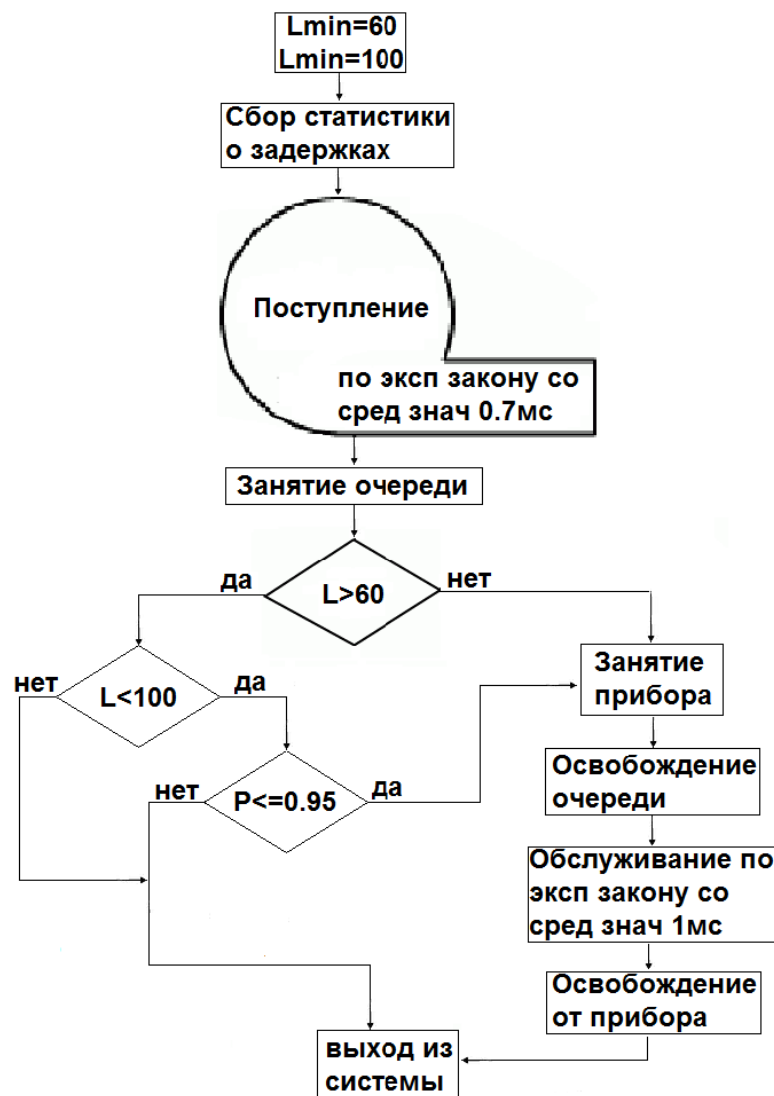 Lmin=60
Lmin=100
Сбор статистики
о задержках
Поступление
по эксп закону со
сред знач 0.7мс
Занятие очереди
да
L>60
нет
нет
L<100
да
Занятие
прибора
нет
P<=0.95
да
Освобождение
очереди
Обслуживание по
эксп закону со
сред знач 1мс
Освобождение
от прибора
выход из
системы